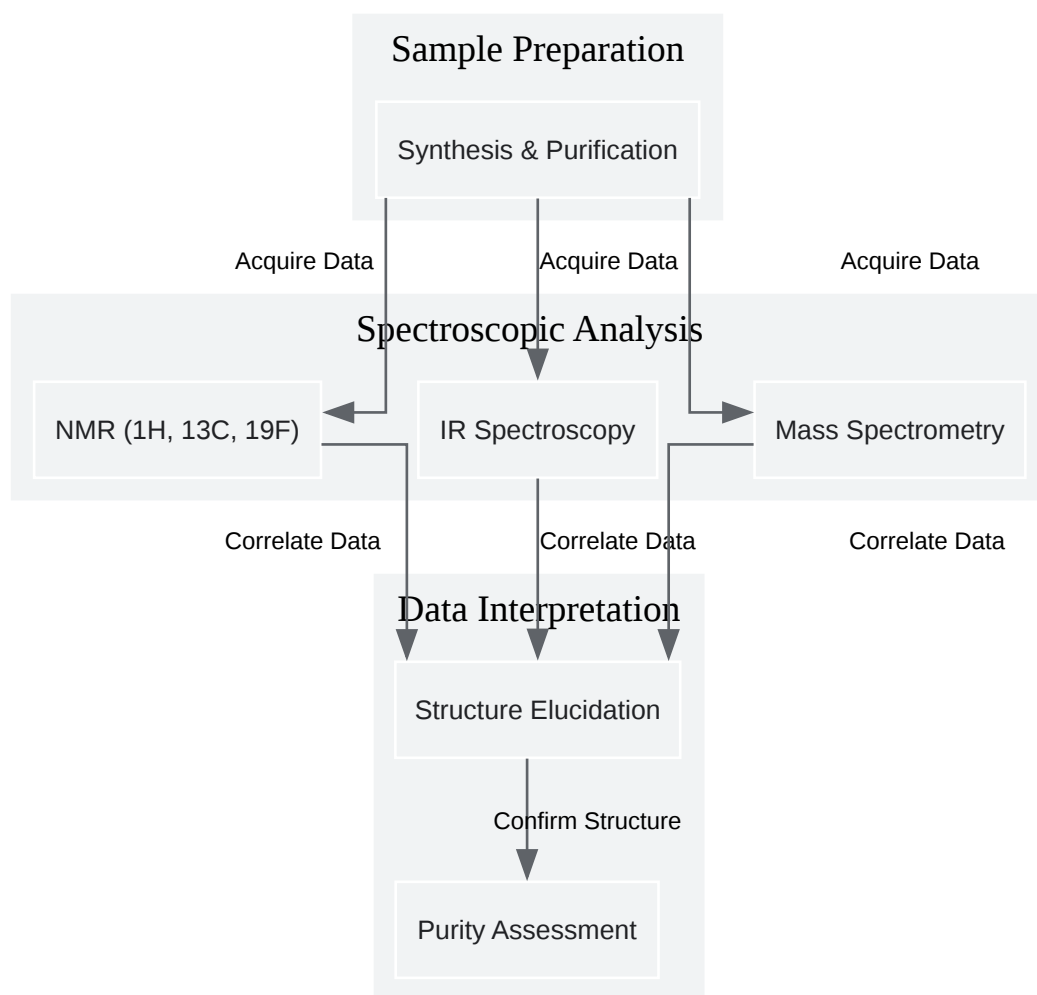 Sample Preparation
Synthesis & Purification
Acquire Data
Acquire Data
Acquire Data
Spectroscopic Analysis
NMR (1H, 13C, 19F)
IR Spectroscopy
Mass Spectrometry
Correlate Data
Correlate Data
Correlate Data
Data Interpretation
Structure Elucidation
Confirm Structure
Purity Assessment